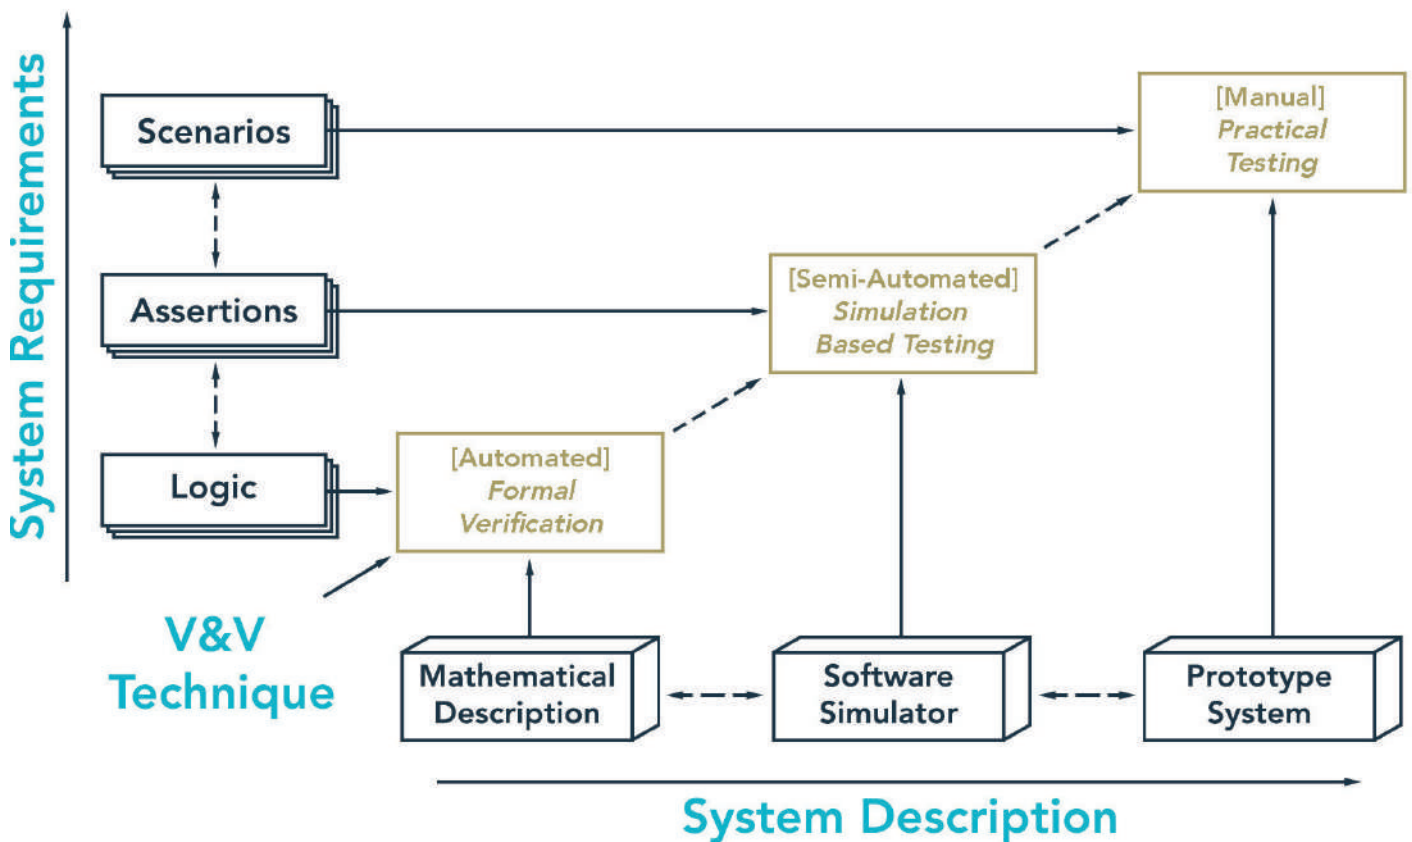 System Requirements
Scenarios
[Manual]
Practical
Testing
Assertions
[Semi-Automated]
Simulation
Based Testing
Logic
[Automated]
Formal
Verification
V&V
Technique
Mathematical
Description
Software
Simulator
Prototype
System
System Description